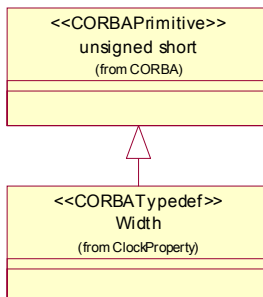 <<CORBAPrimitive>>
unsigned short
(from CORBA)
<<CORBATypedef>>
Width
(from ClockProperty)